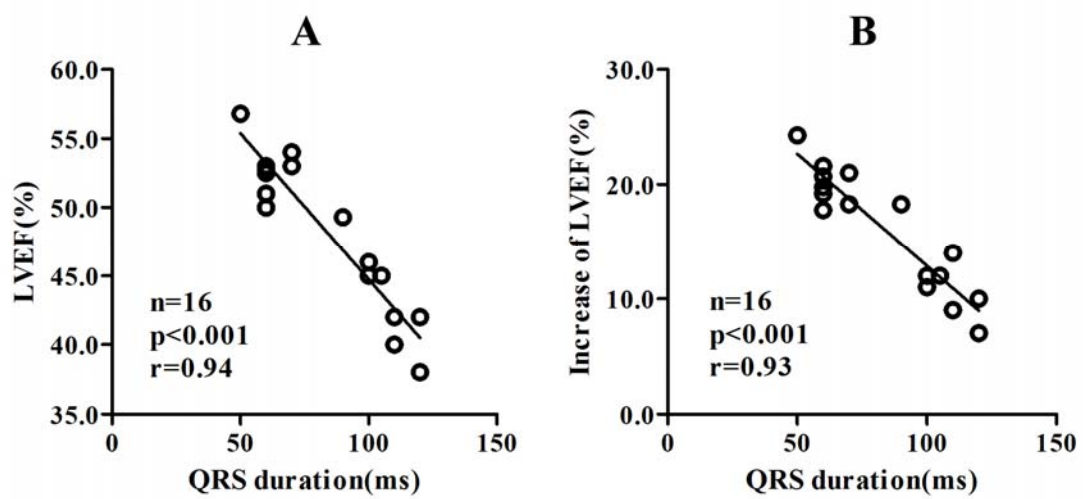 A
60.0
55.0
50.0
45.0
40.0
35.0
LVEF(%)
n=16
p<0.001
r=0.94
0
50
100
150
QRS duration(ms)
B
30.0
20.0
10.0
0.0
Increase of LVEF(%)
n=16
p<0.001
r=0.93
0
50
100
150
QRS duration(ms)